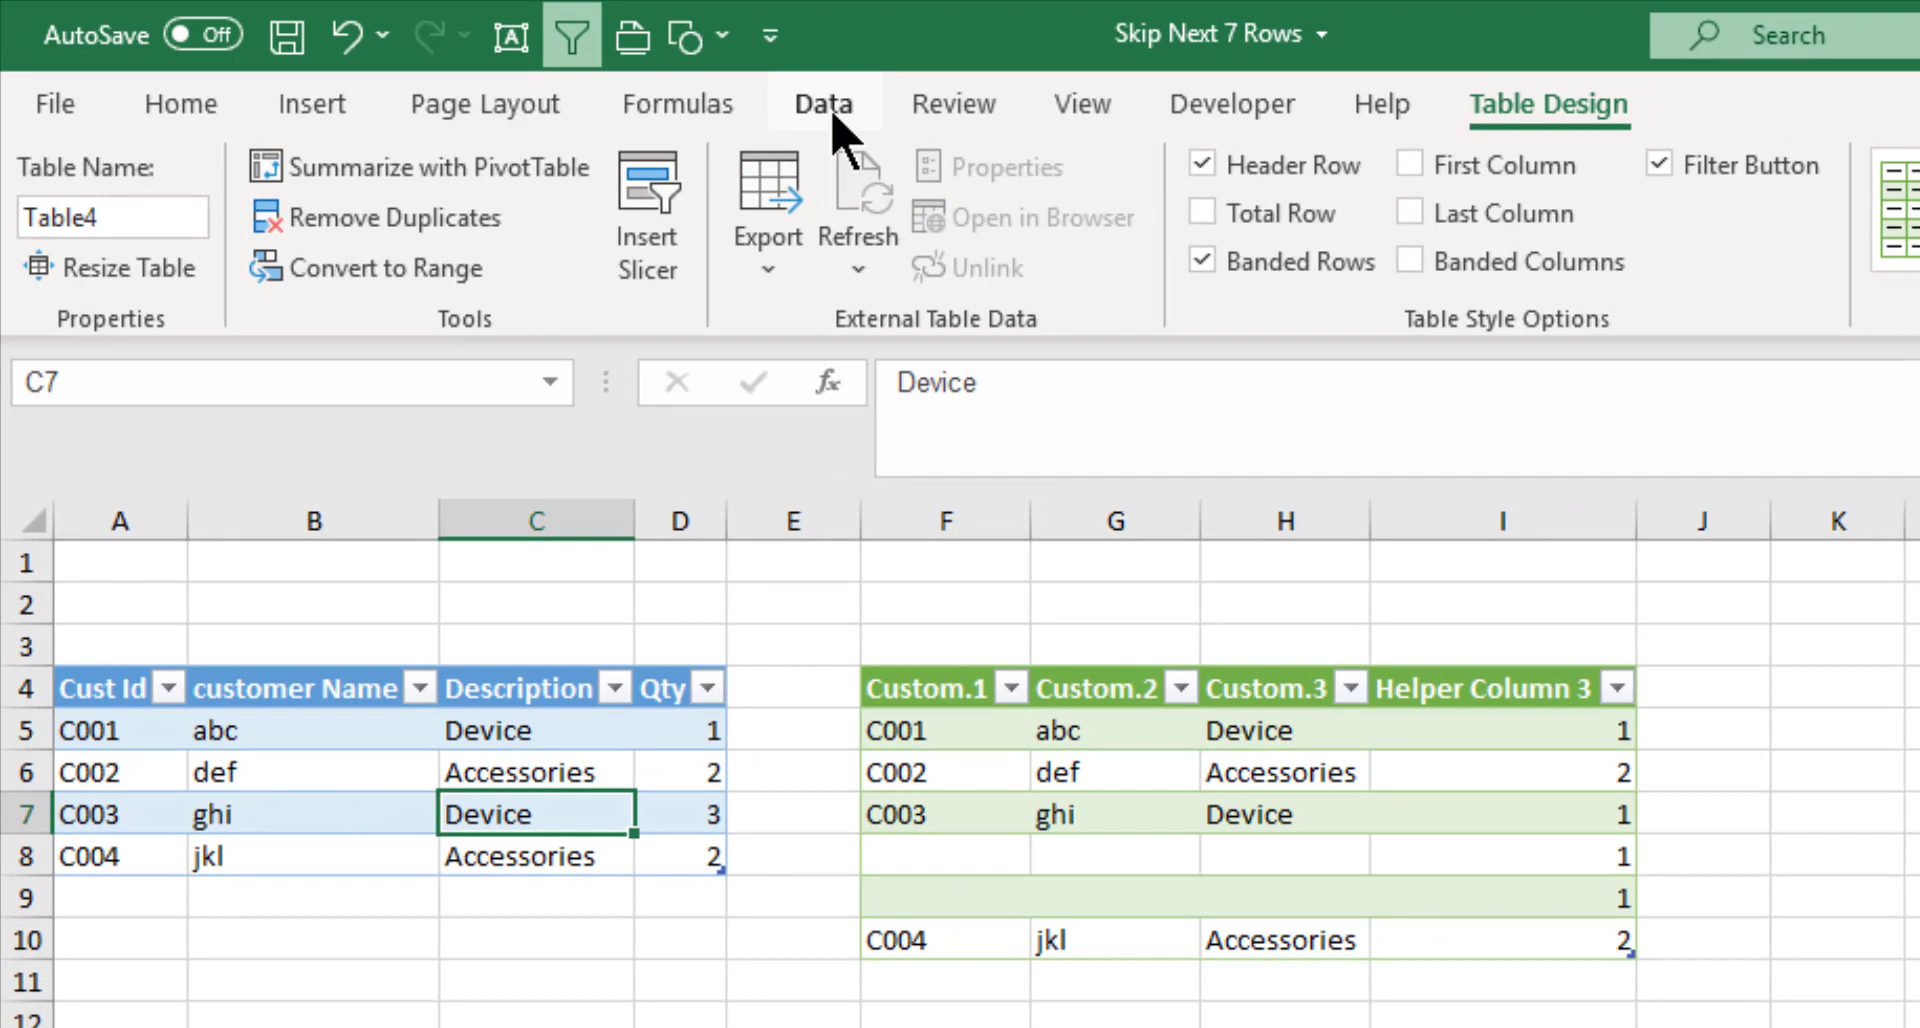 AutoSave Off Skip Next 7 Rows Search
File Home Insert Page Layout Formulas Data Review View Developer Help Table Design
Table Name:
Table4
Resize Table
Properties
Summarize with PivotTable
Remove Duplicates
Convert to Range
Insert
Slicer
Tools
Export
Refresh
Properties
Open in Browser
Unlink
External Table Data
Header Row First Column Filter Button
Total Row Last Column
Banded Rows Banded Columns
Table Style Options
C7 fx Device
A B C D E F G H I J K
1
2
3
4 Cust Id customer Name Description Qty Custom.1 Custom.2 Custom.3 Helper Column 3
5 C001 abc Device 1 C001 abc Device 1
6 C002 def Accessories 2 C002 def Accessories 2
7 C003 ghi Device 3 C003 ghi Device 1
8 C004 jkl Accessories 2 1
9 1
10 C004 jkl Accessories 2
11
12